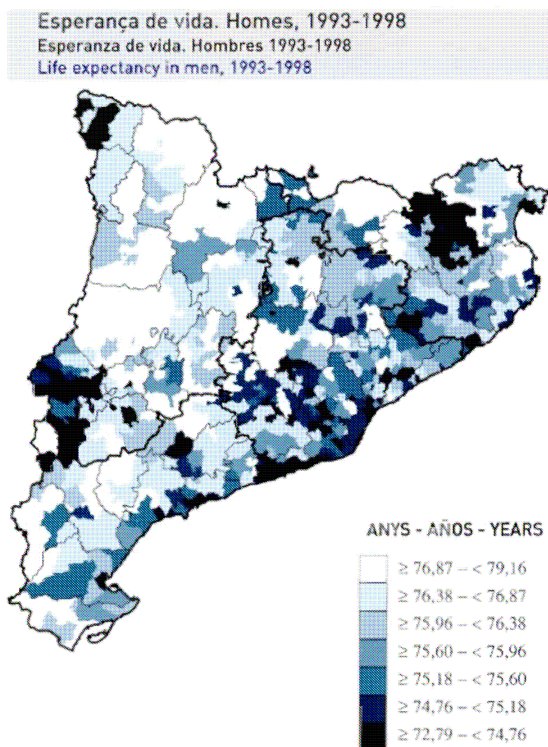 Esperança de vida. Homes, 1993-1998
Esperanza de vida. Hombres 1993-1998
Life expectancy in men, 1993-1998
ANYS - AÑOS - YEARS
≥ 76,87 – < 79,16
≥ 76,38 – < 76,87
≥ 75,96 – < 76,38
≥ 75,60 – < 75,96
≥ 75,18 – < 75,60
≥ 74,76 – < 75,18
≥ 72,79 – < 74,76